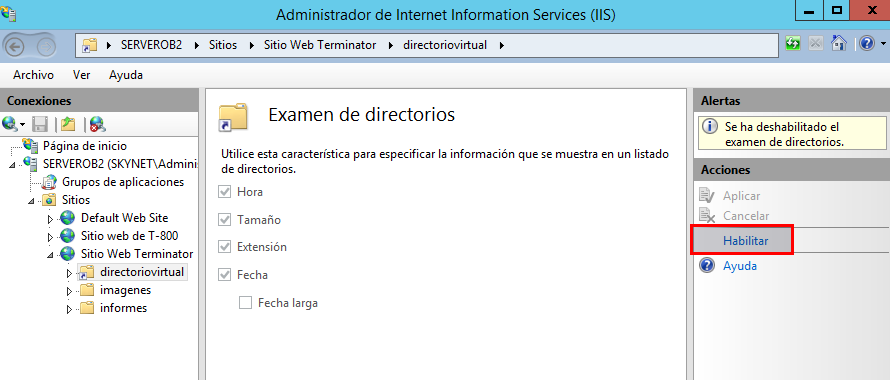 Administrador de Internet Information Services (IIS)
SERVEROB2 Sitios Sitio Web Terminator directoriovirtual
Archivo Ver Ayuda
Conexiones
Página de inicio
SERVEROB2 (SKYNET\Adminis
Grupos de aplicaciones
Sitios
Default Web Site
Sitio web de T-800
Sitio Web Terminator
directoriovirtual
imagenes
informes
Examen de directorios
Utilice esta característica para especificar la información que se muestra en un listado
de directorios.
Hora
Tamaño
Extensión
Fecha
Fecha larga
Alertas
Se ha deshabilitado el
examen de directorios.
Acciones
Aplicar
Cancelar
Habilitar
Ayuda